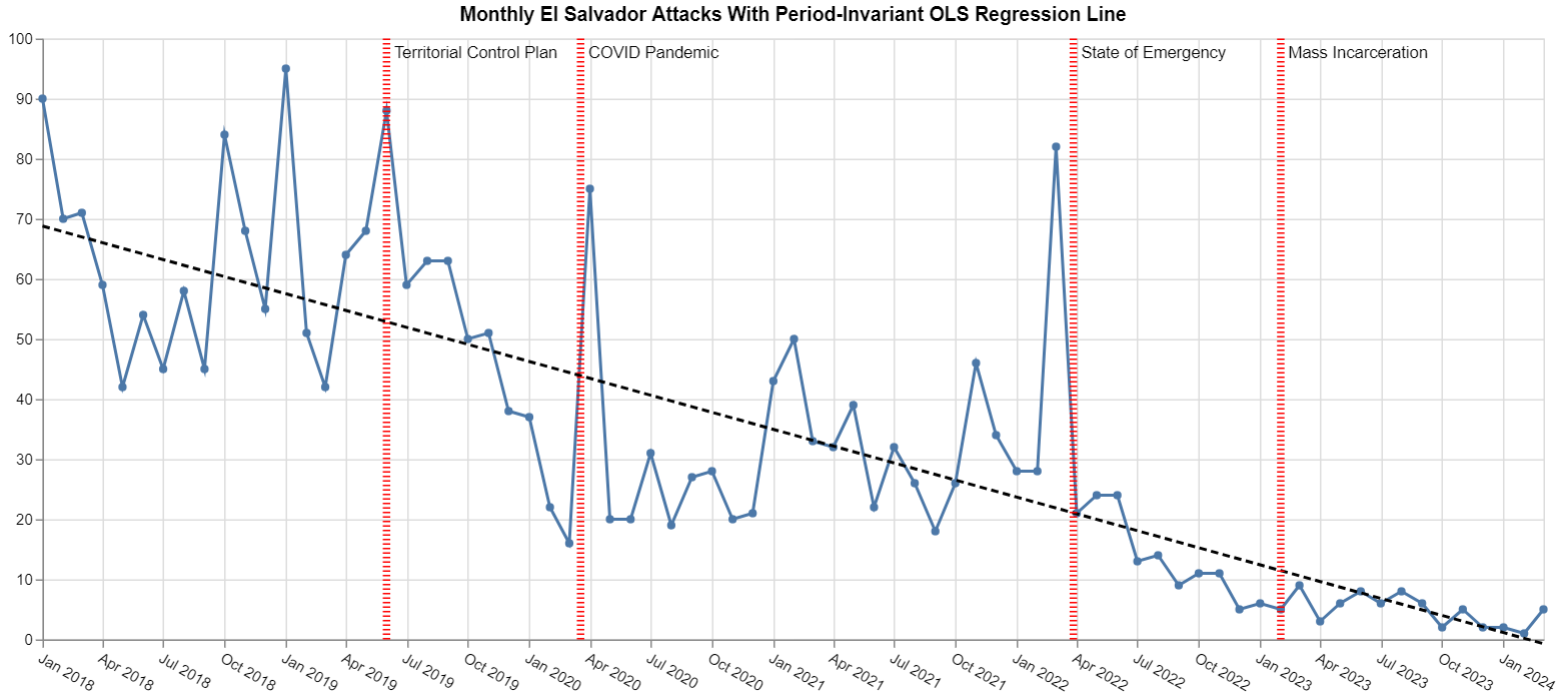 Monthly El Salvador Attacks With Period-Invariant OLS Regression Line
100
90
80
70
60
50
40
30
20
10
0
Territorial Control Plan
COVID Pandemic
State of Emergency
Mass Incarceration
Jan 2018
Apr 2018
Jul 2018
Oct 2018
Jan 2019
Apr 2019
Jul 2019
Oct 2019
Jan 2020
Apr 2020
Jul 2020
Oct 2020
Jan 2021
Apr 2021
Jul 2021
Oct 2021
Jan 2022
Apr 2022
Jul 2022
Oct 2022
Jan 2023
Apr 2023
Jul 2023
Oct 2023
Jan 2024